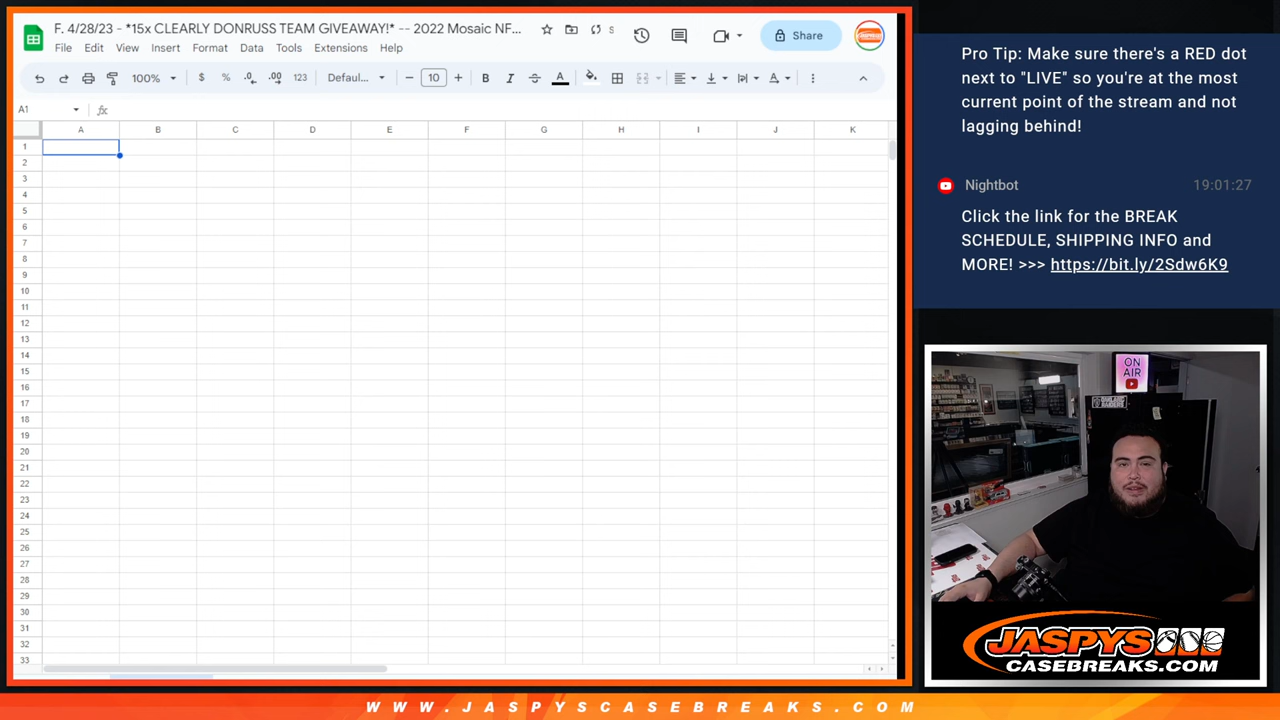 F. 4/28/23 - *15x CLEARLY DONRUSS TEAM GIVEAWAY!* -- 2022 Mosaic NF...
S
Share
File Edit View Insert Format Data Tools Extensions Help
100% $ % .0 .00 123 Defaul... 10 B I S A
A1 fx
A B C D E F G H I J K
1
2
3
4
5
6
7
8
9
10
11
12
13
14
15
16
17
18
19
20
21
22
23
24
25
26
27
28
29
30
31
32
33
Pro Tip: Make sure there's a RED dot
next to "LIVE" so you're at the most
current point of the stream and not
lagging behind!
Nightbot 19:01:27
Click the link for the BREAK
SCHEDULE, SHIPPING INFO and
MORE! >>> https://bit.ly/2Sdw6K9
ON
AIR
JASPYS
CASEBREAKS.COM
WWW.JASPYSCASEBREAKS.COM